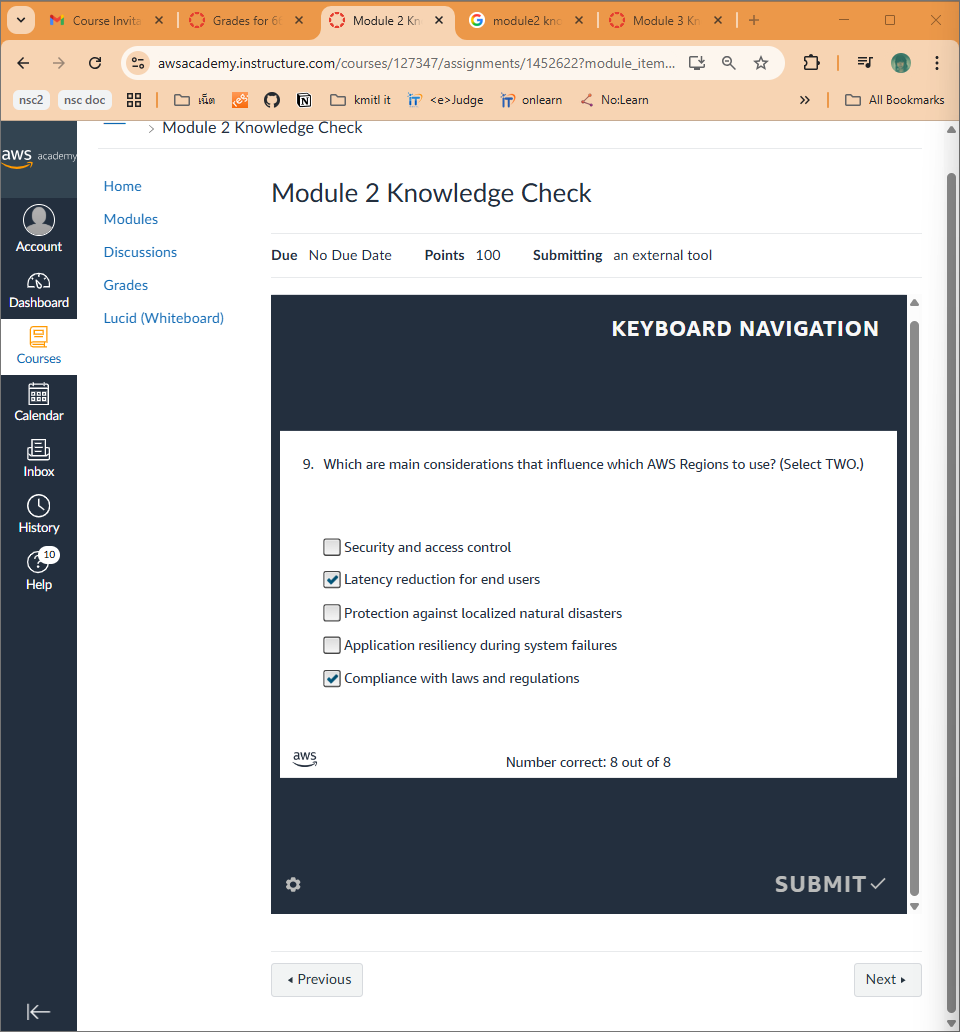 Course Invita
Grades for 66
Module 2 Kn
module2 kno
Module 3 Kn
awsacademy.instructure.com/courses/127347/assignments/1452622?module_item...
nsc2
nsc doc
เน็ต
kmitl it
<e>Judge
onlearn
No:Learn
»
All Bookmarks
aws academy
Account
Dashboard
Courses
Calendar
Inbox
History
10
Help
> Module 2 Knowledge Check
Home
Modules
Discussions
Grades
Lucid (Whiteboard)
Module 2 Knowledge Check
Due No Due Date Points 100 Submitting an external tool
KEYBOARD NAVIGATION
9. Which are main considerations that influence which AWS Regions to use? (Select TWO.)
Security and access control
Latency reduction for end users
Protection against localized natural disasters
Application resiliency during system failures
Compliance with laws and regulations
aws
Number correct: 8 out of 8
SUBMIT
Previous
Next